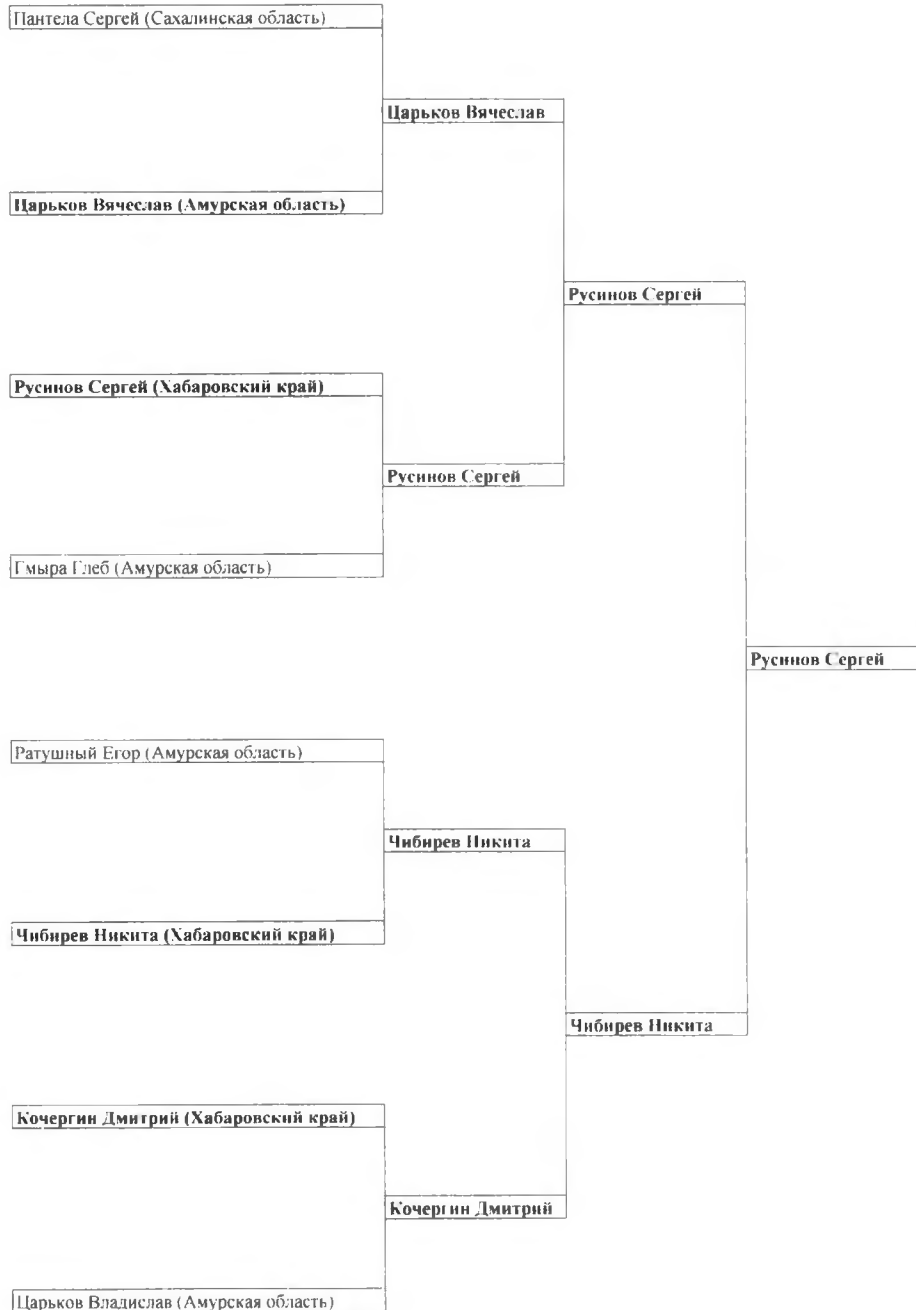 Пантела Сергей (Сахалинская область)
Царьков Вячеслав
Царьков Вячеслав (Амурская область)
Русинов Сергей
Русинов Сергей (Хабаровский край)
Русинов Сергей
Гмыра Глеб (Амурская область)
Русинов Сергей
Ратушный Егор (Амурская область)
Чибирев Никита
Чибирев Никита (Хабаровский край)
Чибирев Никита
Кочергин Дмитрий (Хабаровский край)
Кочергин Дмитрий
Царьков Владислав (Амурская область)